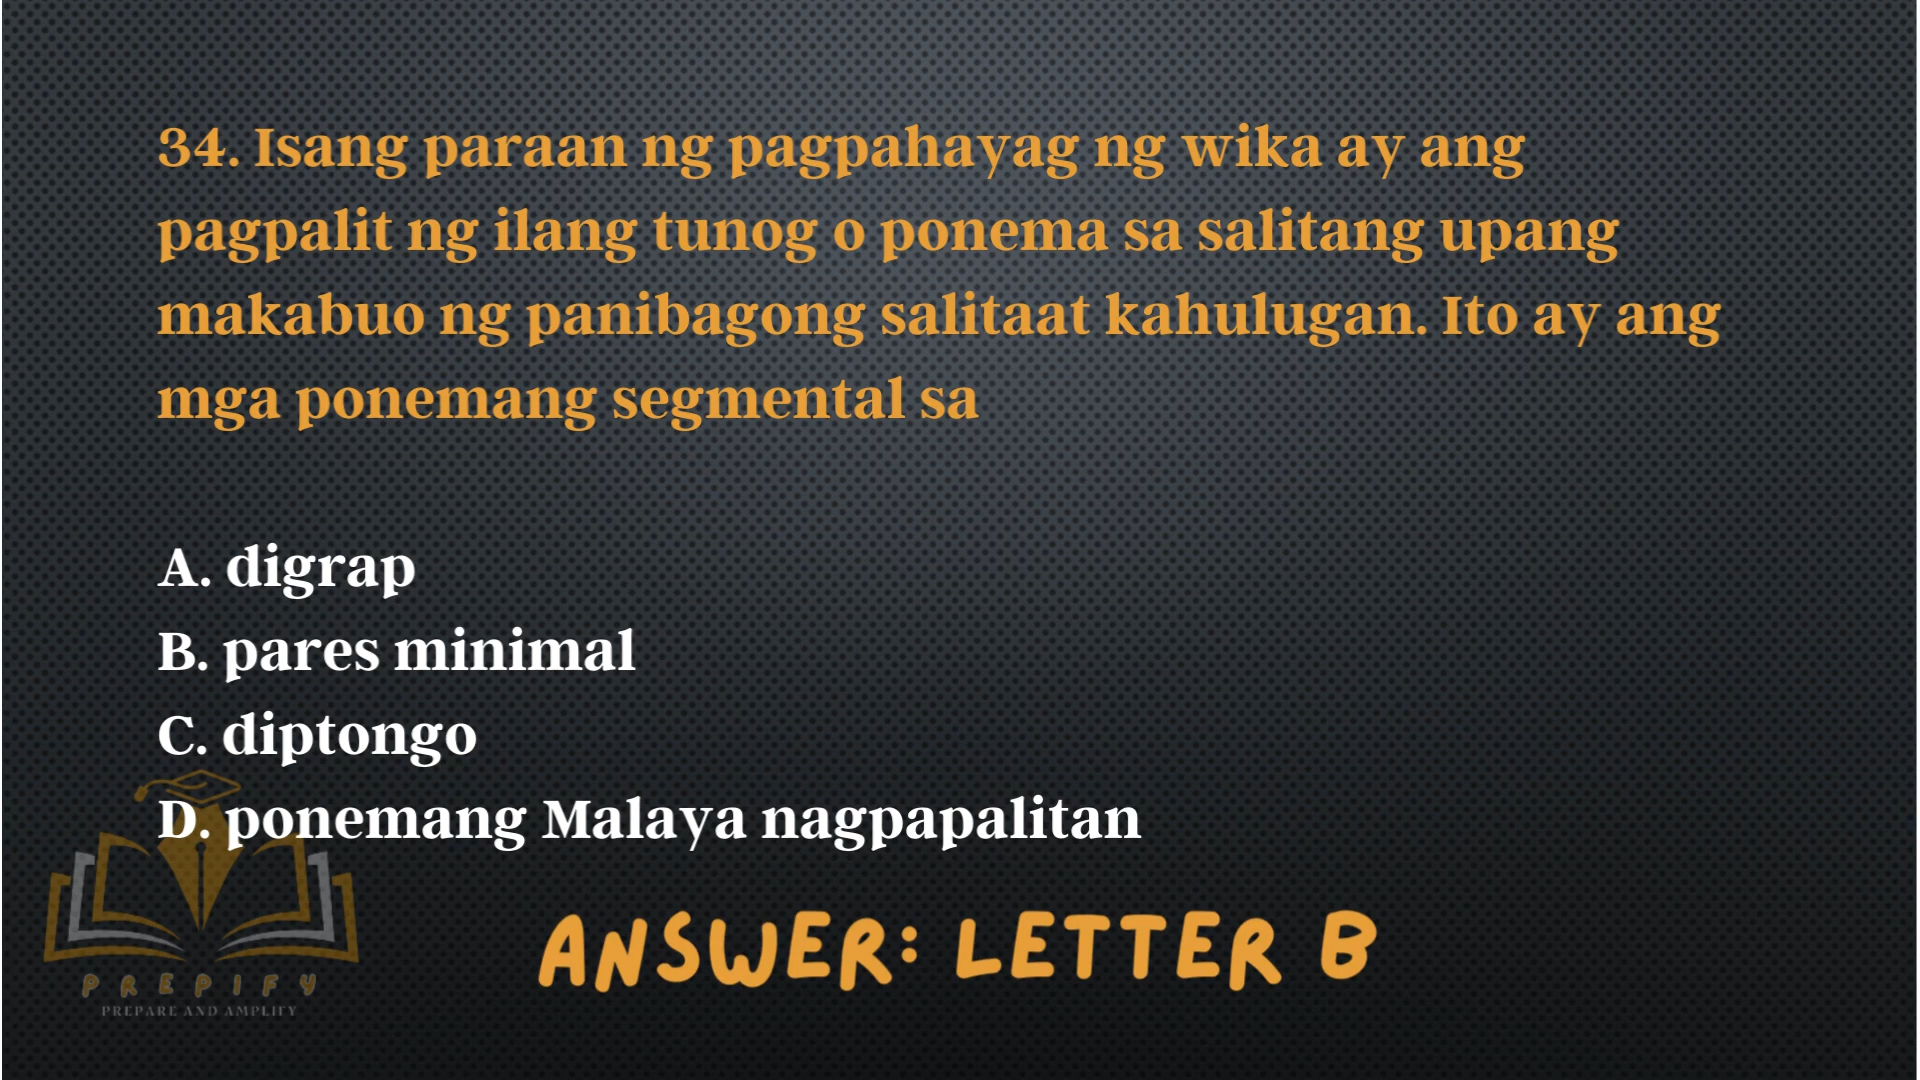 34. Isang paraan ng pagpahayag ng wika ay ang
pagpalit ng ilang tunog o ponema sa salitang upang
makabuo ng panibagong salitaat kahulugan. Ito ay ang
mga ponemang segmental sa
A. digrap
B. pares minimal
C. diptongo
D. ponemang Malaya nagpapalitan
ANSWER: LETTER B
PREPIFY
PREPARE AND AMPLIFY